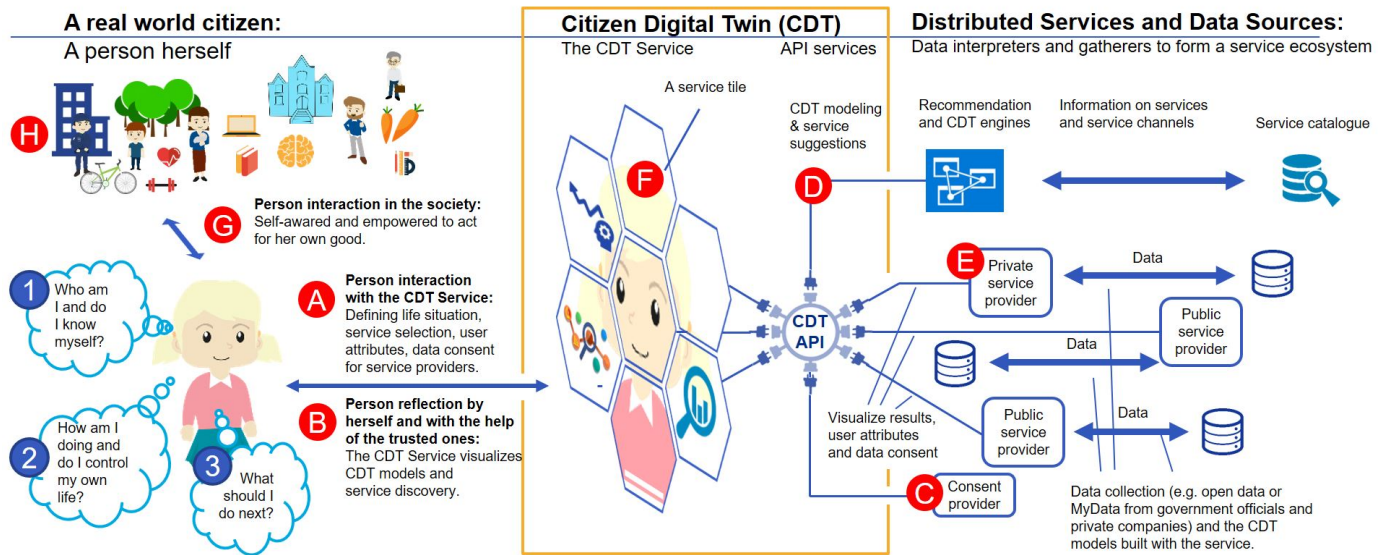 A real world citizen:
A person herself
H
G
Person interaction in the society:
Self-awared and empowered to act
for her own good.
1
Who am
I and do
I know
myself?
2
How am I
doing and
do I control
my own
life?
3
What
should I
do next?
A
Person interaction
with the CDT Service:
Defining life situation,
service selection, user
attributes, data consent
for service providers.
B
Person reflection by
herself and with the help
of the trusted ones:
The CDT Service visualizes
CDT models and
service discovery.
Citizen Digital Twin (CDT)
The CDT Service
API services
A service tile
F
CDT modeling
& service
suggestions
D
CDT
API
Visualize results,
user attributes
and data consent
C
Consent
provider
Distributed Services and Data Sources:
Data interpreters and gatherers to form a service ecosystem
Recommendation
and CDT engines
Information on services
and service channels
Service catalogue
E
Private
service
provider
Data
Public
service
provider
Data
Public
service
provider
Data
Data collection (e.g. open data or
MyData from government officials and
private companies) and the CDT
models built with the service.